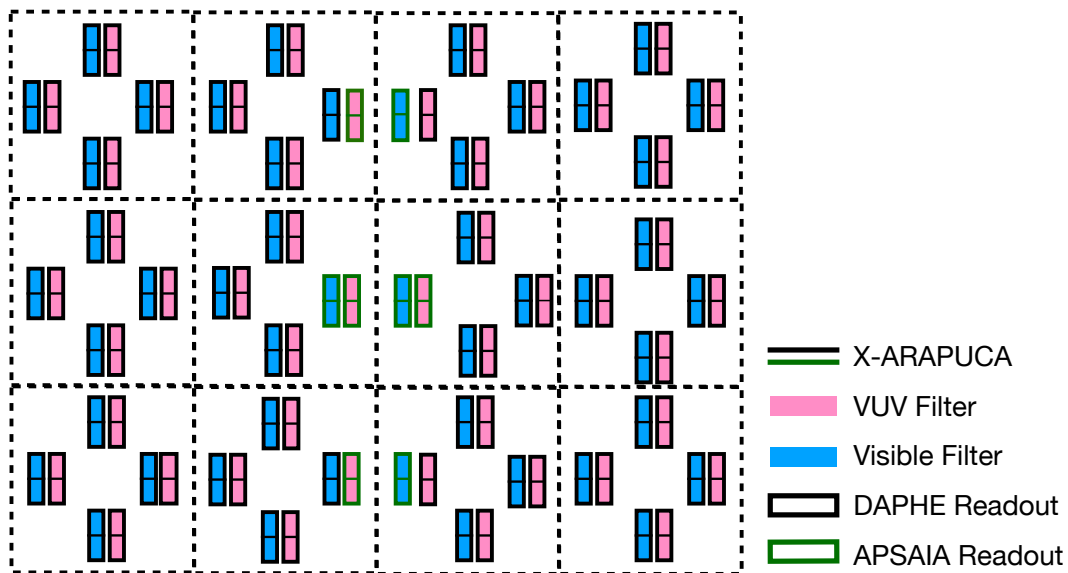 X-ARAPUCA
VUV Filter
Visible Filter
DAPHE Readout
APSAIA Readout